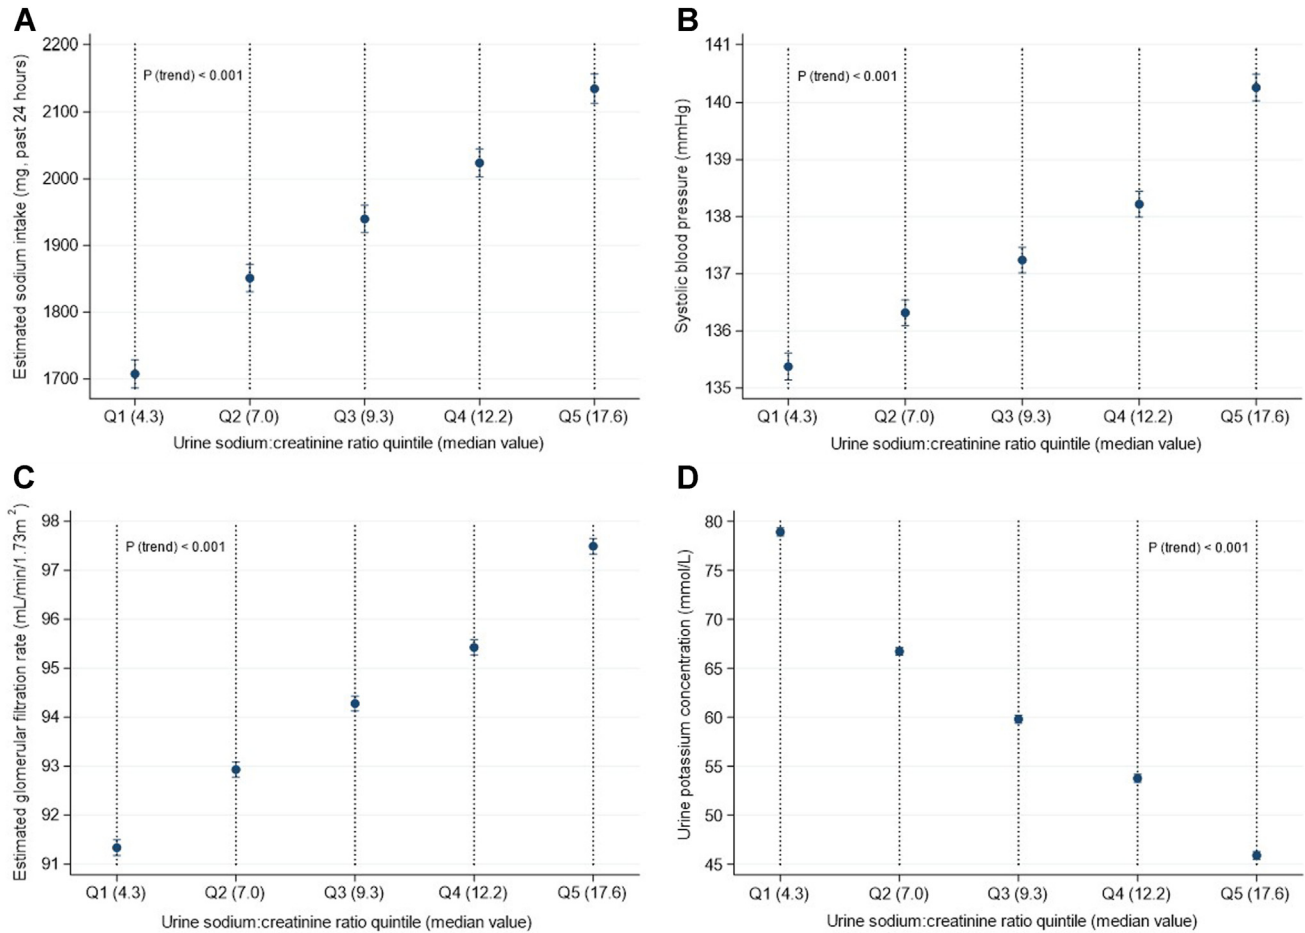 A
Estimated sodium intake (mg, past 24 hours)
2200
2100
2000
1900
1800
1700
P (trend) < 0.001
Q1 (4.3) Q2 (7.0) Q3 (9.3) Q4 (12.2) Q5 (17.6)
Urine sodium:creatinine ratio quintile (median value)
B
Systolic blood pressure (mmHg)
141
140
139
138
137
136
135
P (trend) < 0.001
Q1 (4.3) Q2 (7.0) Q3 (9.3) Q4 (12.2) Q5 (17.6)
Urine sodium:creatinine ratio quintile (median value)
C
Estimated glomerular filtration rate (mL/min/1.73m²)
98
97
96
95
94
93
92
91
P (trend) < 0.001
Q1 (4.3) Q2 (7.0) Q3 (9.3) Q4 (12.2) Q5 (17.6)
Urine sodium:creatinine ratio quintile (median value)
D
Urine potassium concentration (mmol/L)
80
75
70
65
60
55
50
45
P (trend) < 0.001
Q1 (4.3) Q2 (7.0) Q3 (9.3) Q4 (12.2) Q5 (17.6)
Urine sodium:creatinine ratio quintile (median value)